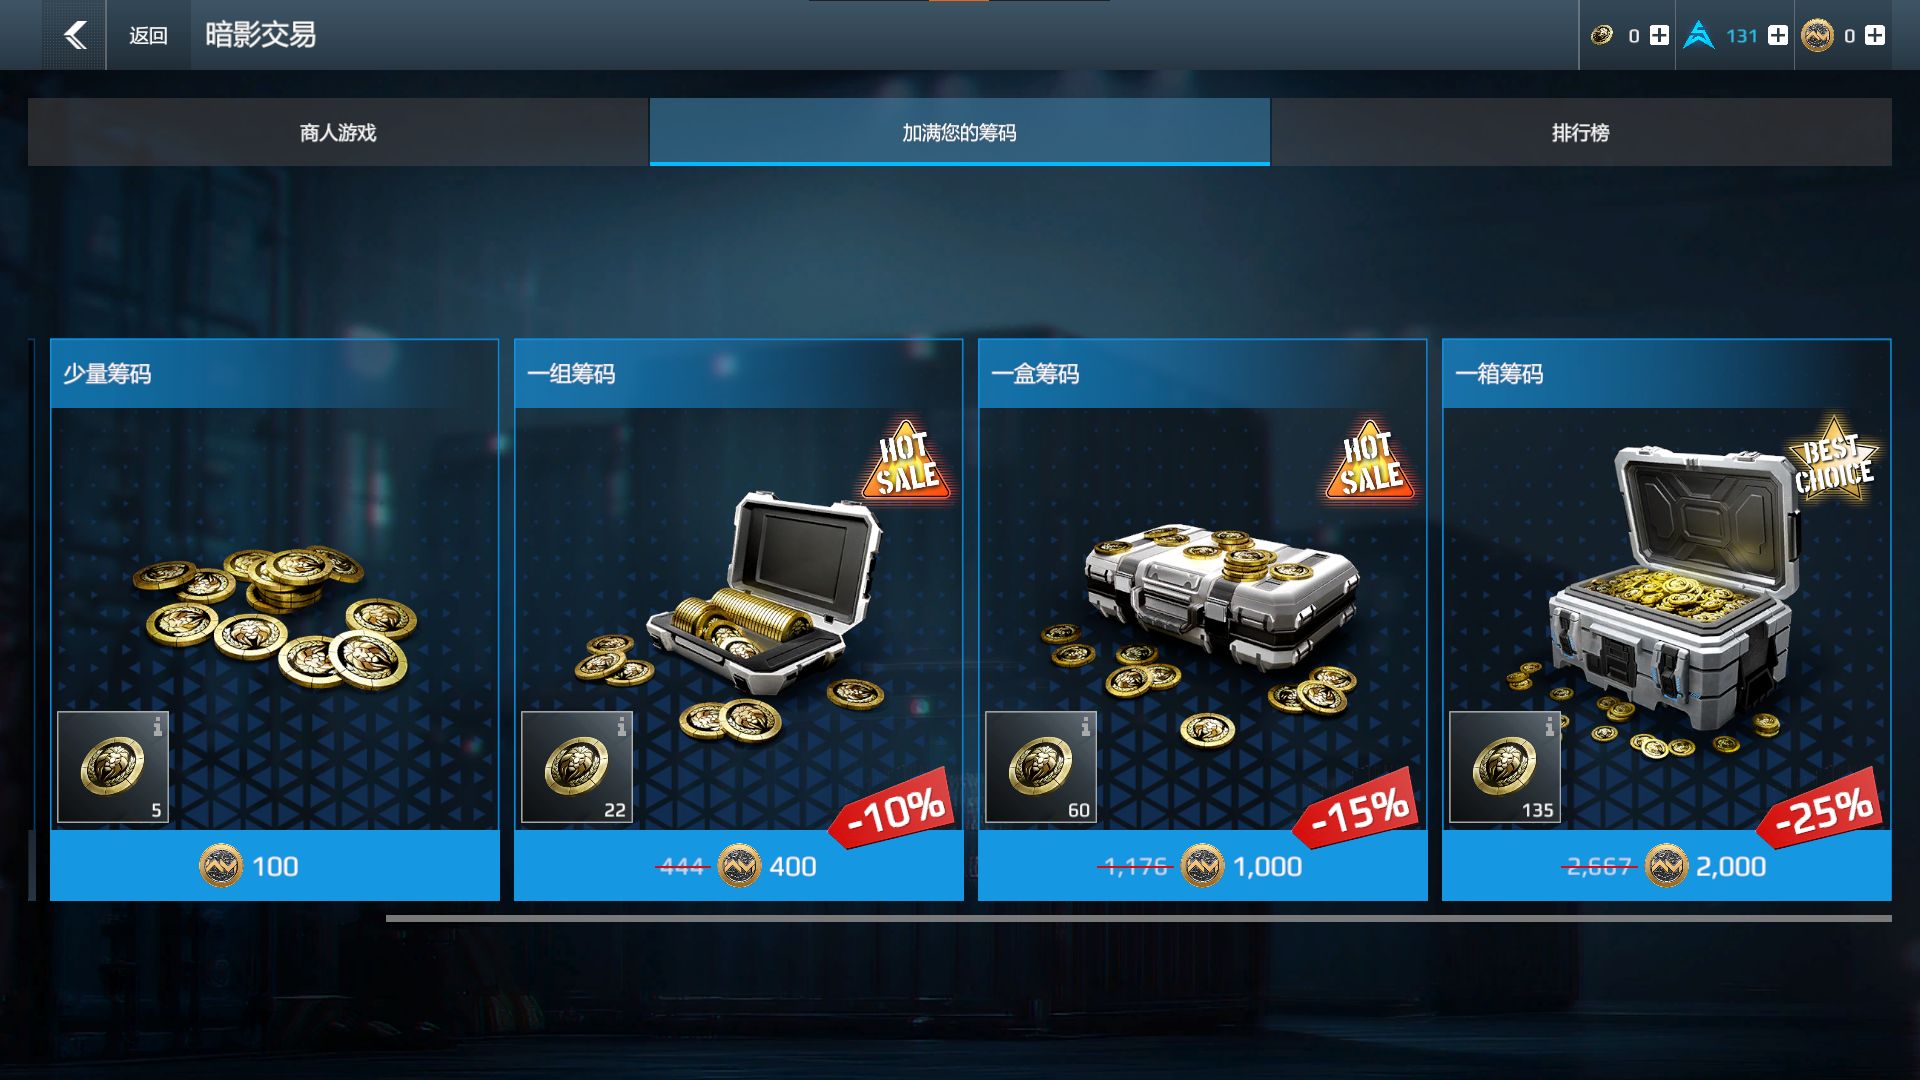 返回
暗影交易
0
131
0
商人游戏
加满您的筹码
排行榜
少量筹码
5
100
一组筹码
HOT
SALE
22
-10%
444 400
一盒筹码
HOT
SALE
60
-15%
1,176 1,000
一箱筹码
BEST
CHOICE
135
-25%
2,667 2,000